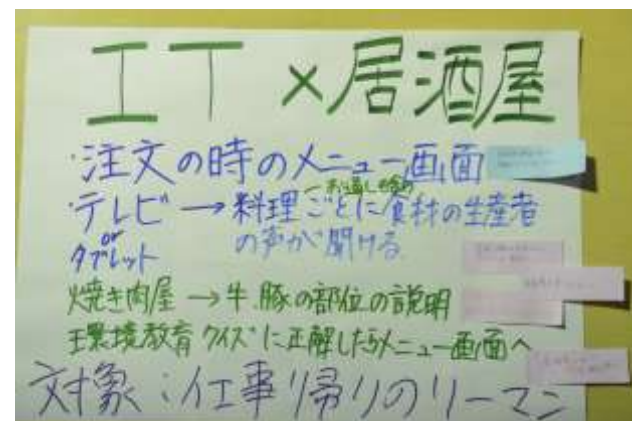 IT×居酒屋
・注文の時のメニュー画面
・テレビ→料理ごとに食材の生産者
or
タブレット の声が聞ける
焼き肉屋→牛、豚の部位の説明
環境教育 クイズに正解したらメニュー画面へ
対象：仕事帰りのリーマン